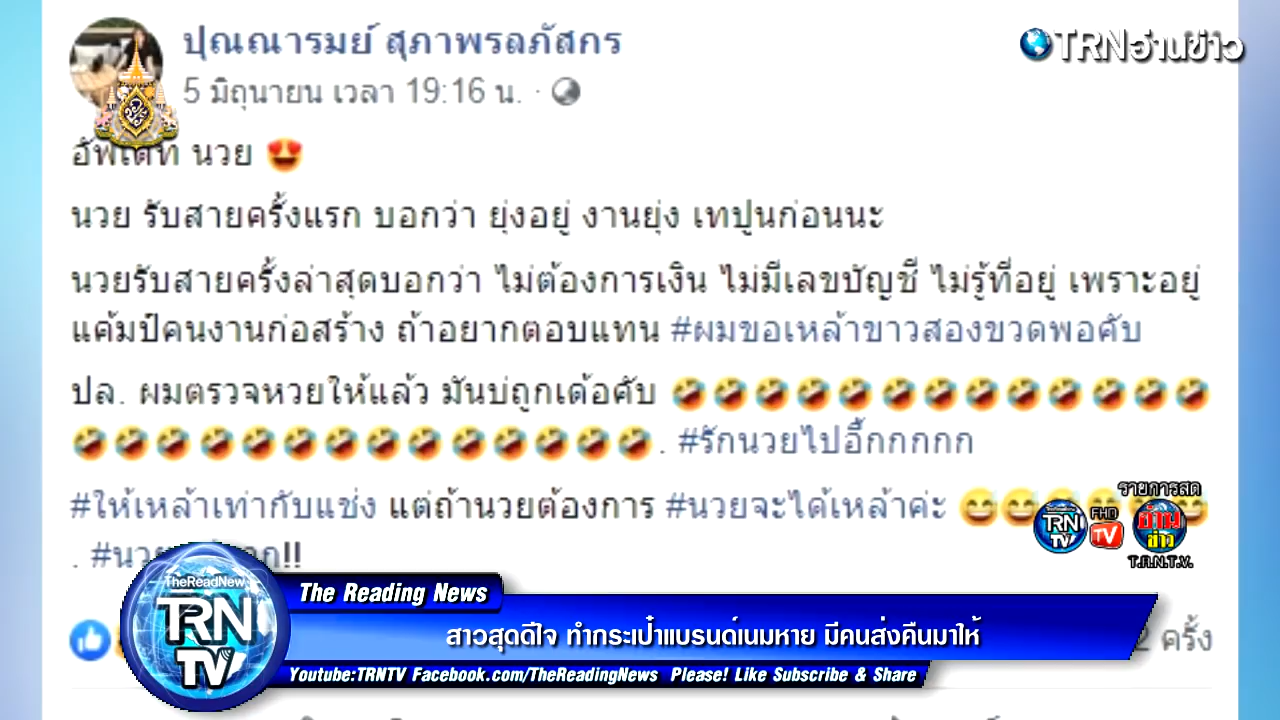 ปุณณารมย์ สุภาพรลภัสกร
TRNอ่านข่าว
5 มิถุนายน เวลา 19:16 น.
อัพเดท นวย 😍
นวย รับสายครั้งแรก บอกว่า ยุ่งอยู่ งานยุ่ง เทปูนก่อนนะ
นวยรับสายครั้งล่าสุดบอกว่า ไม่ต้องการเงิน ไม่มีเลขบัญชี ไม่รู้ที่อยู่ เพราะอยู่
แค้มป์คนงานก่อสร้าง ถ้าอยากตอบแทน #ผมขอเหล้าขาวสองขวดพอคับ
ปล. ผมตรวจหวยให้แล้ว มันบ่ถูกเด้อคับ 🤣🤣🤣🤣🤣🤣🤣🤣🤣🤣🤣🤣🤣
🤣🤣🤣🤣🤣🤣🤣🤣🤣🤣🤣🤣🤣🤣. #รักนวยไปอี้กกกกก
#ให้เหล้าเท่ากับแช่ง แต่ถ้านวยต้องการ #นวยจะได้เหล้าค่ะ 😅😅😅😅😅😅
รายการสด
TRN TV
FHD TV
อ่านข่าว
T.R.N.T.V.
TheReadNew
TRN
TV
The Reading News
สาวสุดดีใจ ทำกระเป๋าแบรนด์เนมหาย มีคนส่งคืนมาให้
ครั้ง
Youtube:TRNTV Facebook.com/TheReadingNews Please! Like Subscribe & Share